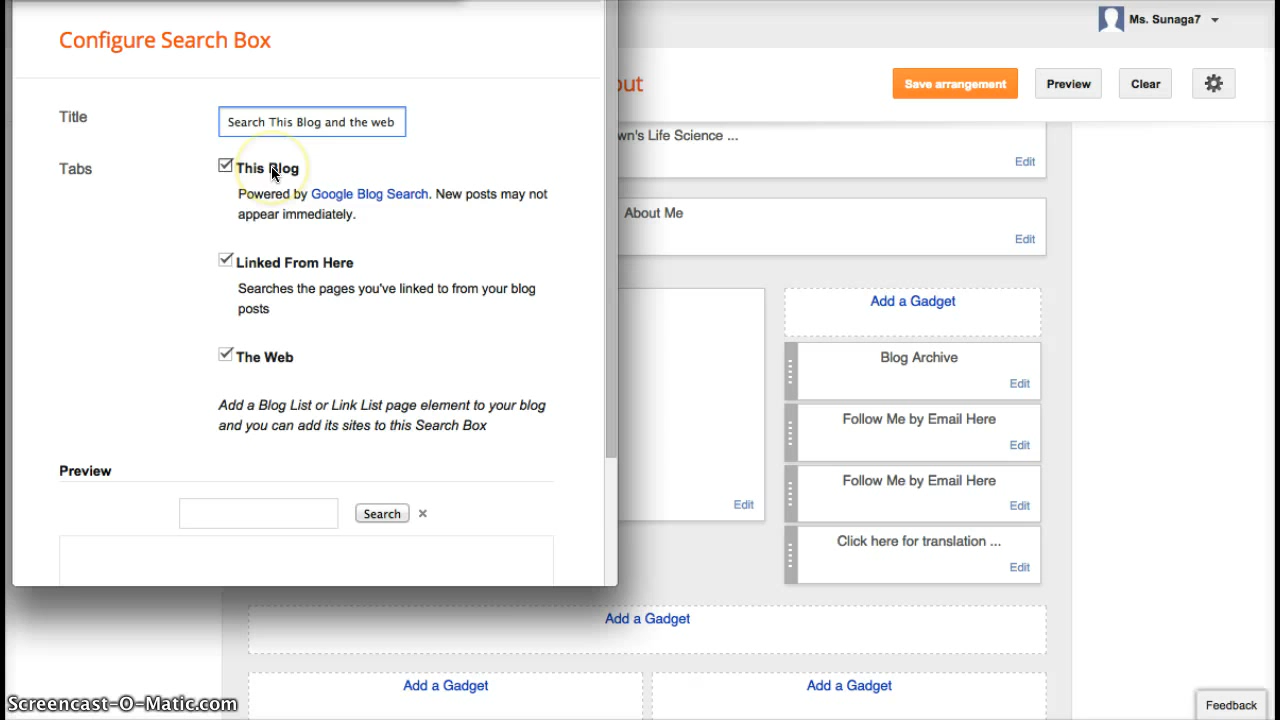 Configure Search Box
Title
Search This Blog and the web
Tabs
This Blog
Powered by Google Blog Search. New posts may not
appear immediately.
Linked From Here
Searches the pages you've linked to from your blog
posts
The Web
Add a Blog List or Link List page element to your blog
and you can add its sites to this Search Box
Preview
Search
Ms. Sunaga7
out
Save arrangement
Preview
Clear
wn's Life Science ...
Edit
About Me
Edit
Edit
Add a Gadget
Blog Archive
Edit
Follow Me by Email Here
Edit
Follow Me by Email Here
Edit
Click here for translation ...
Edit
Add a Gadget
Add a Gadget
Add a Gadget
Screencast-O-Matic.com
Feedback